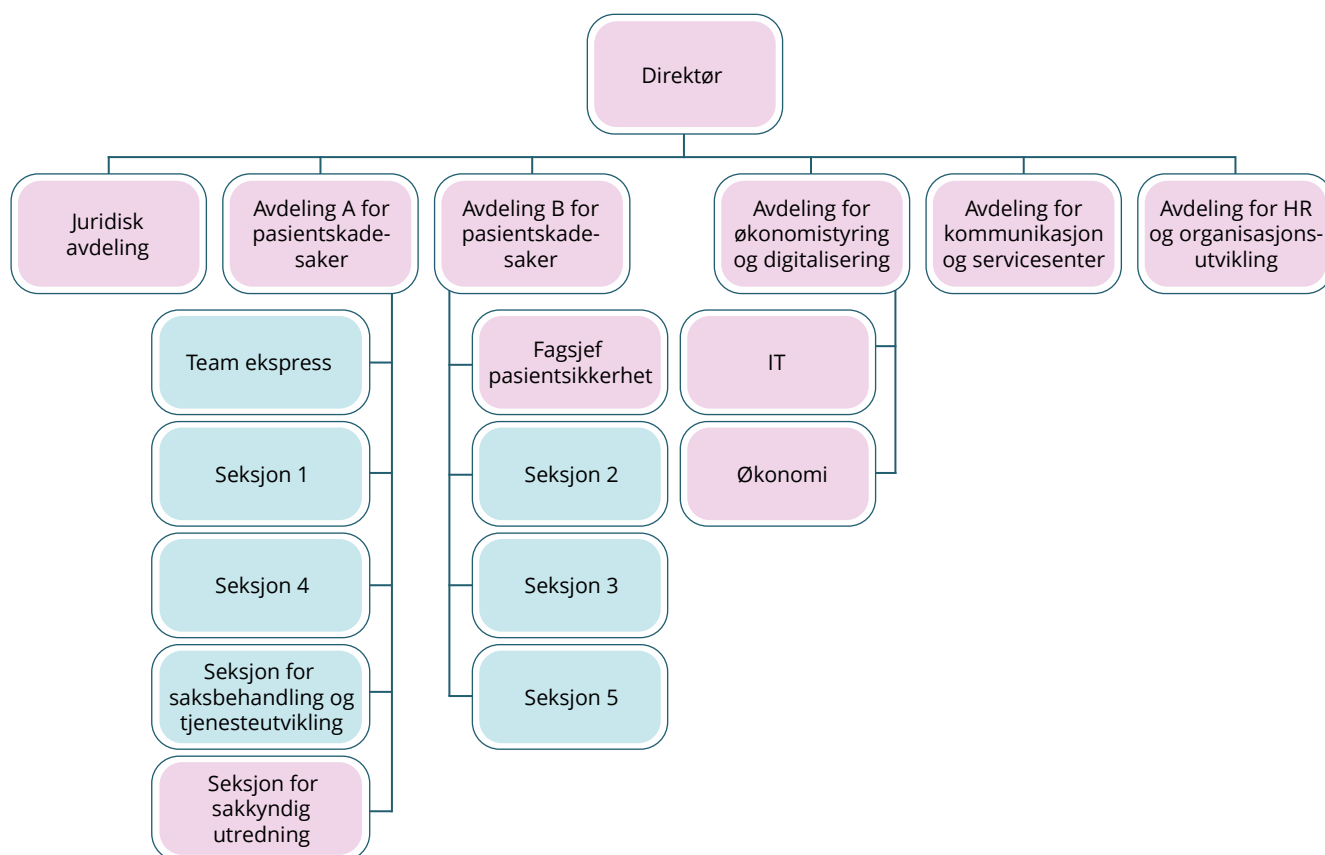 Direktør
Juridisk
avdeling
Avdeling A for
pasientskade-
saker
Avdeling B for
pasientskade-
saker
Avdeling for
økonomistyring
og digitalisering
Avdeling for
kommunikasjon
og servicesenter
Avdeling for HR
og organisasjons-
utvikling
Team ekspress
Seksjon 1
Seksjon 4
Seksjon for
saksbehandling og
tjenesteutvikling
Seksjon for
sakkyndig
utredning
Fagsjef
pasientsikkerhet
Seksjon 2
Seksjon 3
Seksjon 5
IT
Økonomi